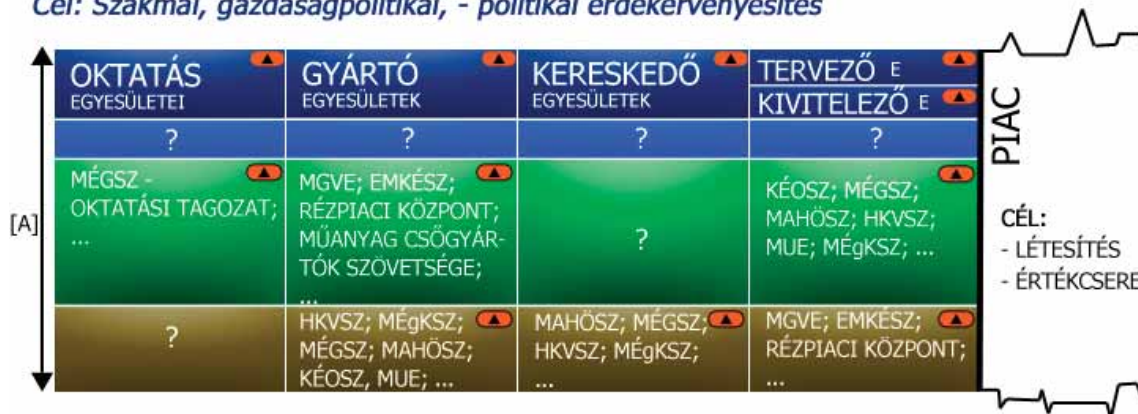 Cél: Szakmai, gazdaságpolitikai, - politikai érdekérvényesítés
OKTATÁS
EGYESÜLETEI
GYÁRTÓ
EGYESÜLETEK
KERESKEDŐ
EGYESÜLETEK
TERVEZŐ E
KIVITELEZŐ E
?
?
?
?
MÉGSZ -
OKTATÁSI TAGOZAT;
...
MGVE; EMKÉSZ;
RÉZPIACI KÖZPONT;
MŰANYAG CSŐGYÁR-
TÓK SZÖVETSÉGE;
...
?
KÉOSZ; MÉGSZ;
MAHÖSZ; HKVSZ;
MUE; MÉgKSZ; ...
?
HKVSZ; MÉgKSZ;
MÉGSZ; MAHÖSZ;
KÉOSZ, MUE; ...
MAHÖSZ; MÉGSZ;
HKVSZ; MÉgKSZ;
...
MGVE; EMKÉSZ;
RÉZPIACI KÖZPONT;
...
[A]
PIAC
CÉL:
- LÉTESÍTÉS
- ÉRTÉKCSERE